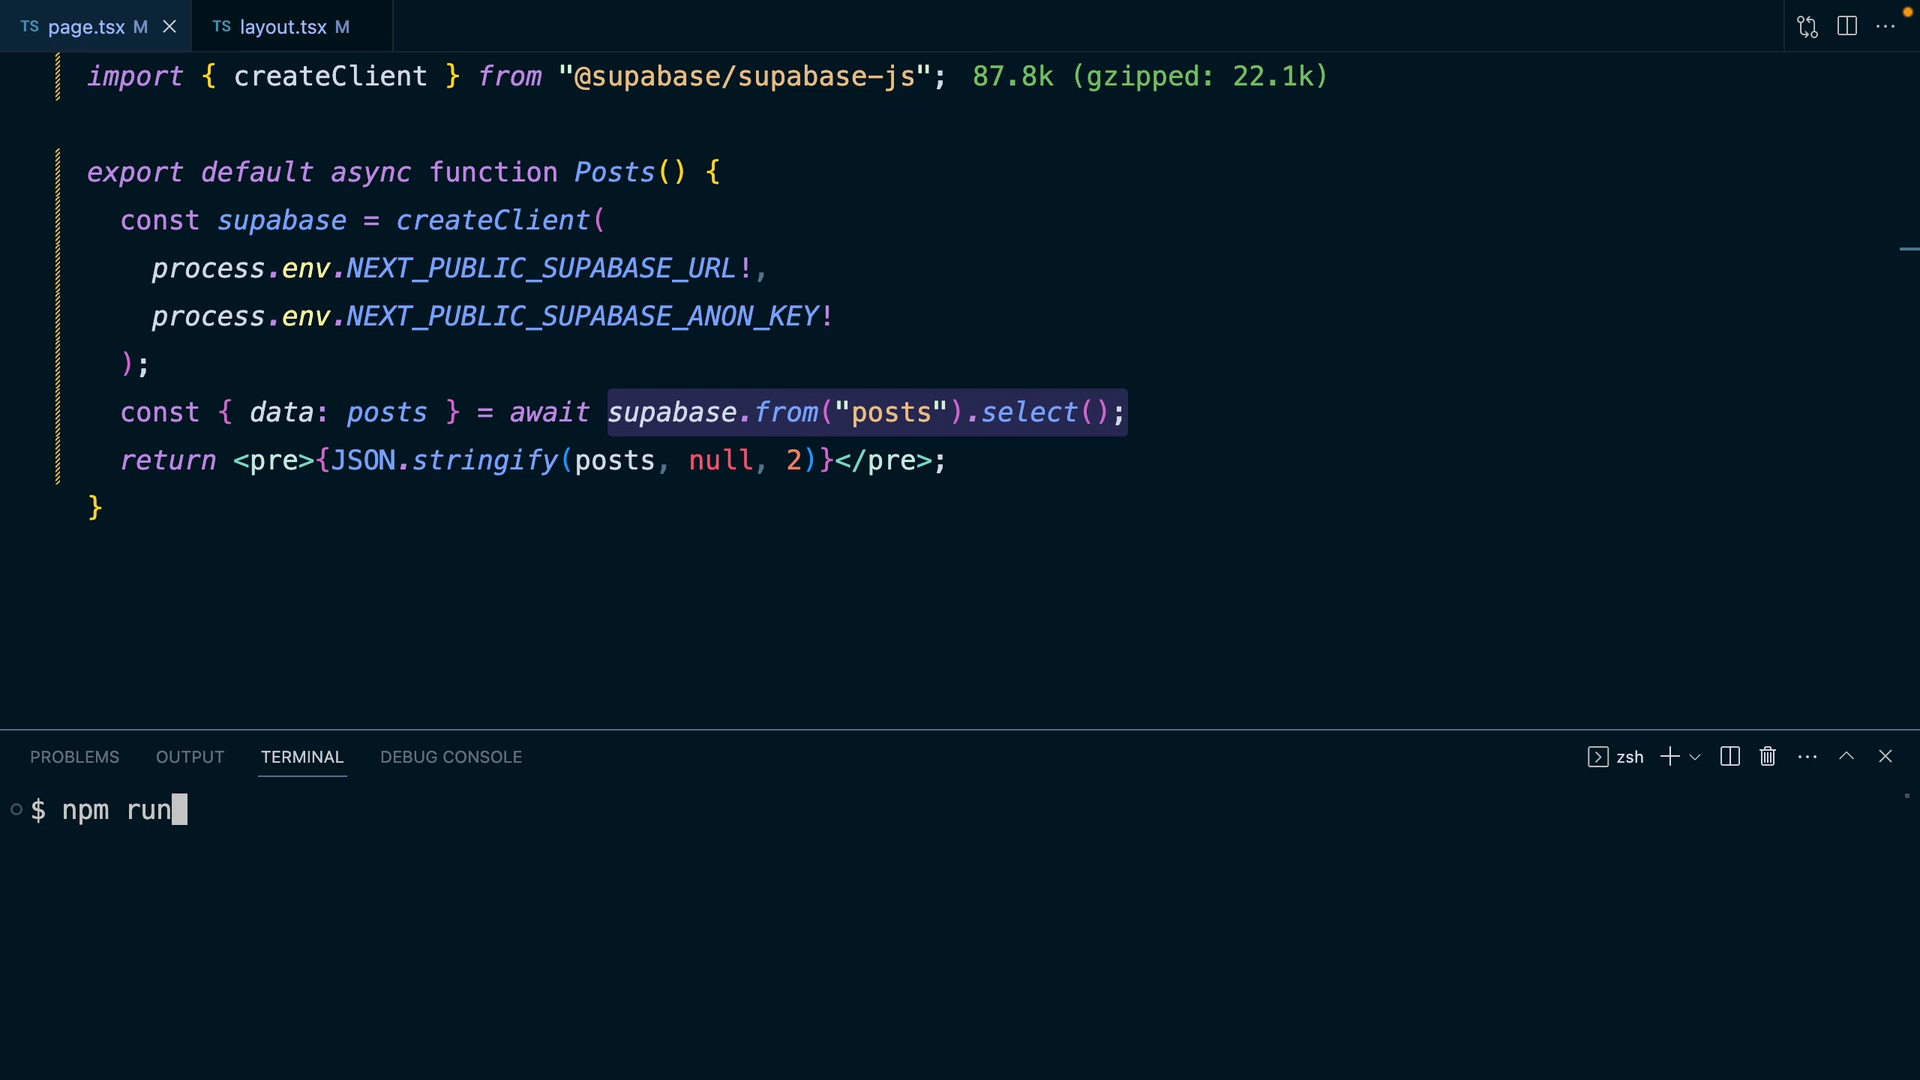 TS page.tsx M TS layout.tsx M
import { createClient } from "@supabase/supabase-js"; 87.8k (gzipped: 22.1k)
export default async function Posts() {
const supabase = createClient(
process.env.NEXT_PUBLIC_SUPABASE_URL!,
process.env.NEXT_PUBLIC_SUPABASE_ANON_KEY!
);
const { data: posts } = await supabase.from("posts").select();
return <pre>{JSON.stringify(posts, null, 2)}</pre>;
}
PROBLEMS OUTPUT TERMINAL DEBUG CONSOLE zsh
$ npm run